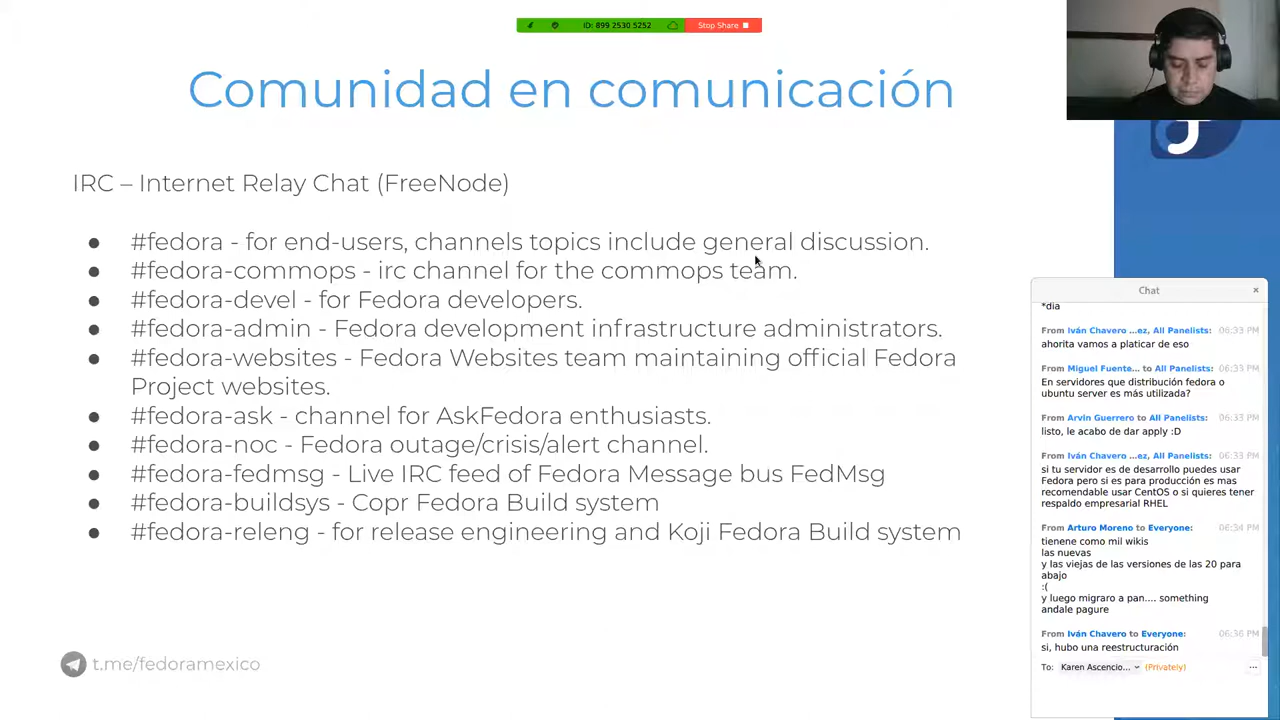 ID: 899 2530 5252
Stop Share
Comunidad en comunicación
IRC – Internet Relay Chat (FreeNode)
● #fedora - for end-users, channels topics include general discussion.
● #fedora-commops - irc channel for the commops team.
● #fedora-devel - for Fedora developers.
● #fedora-admin - Fedora development infrastructure administrators.
● #fedora-websites - Fedora Websites team maintaining official Fedora
Project websites.
● #fedora-ask - channel for AskFedora enthusiasts.
● #fedora-noc - Fedora outage/crisis/alert channel.
● #fedora-fedmsg - Live IRC feed of Fedora Message bus FedMsg
● #fedora-buildsys - Copr Fedora Build system
● #fedora-releng - for release engineering and Koji Fedora Build system
t.me/fedoramexico
Chat
*dia
From Iván Chavero ...ez, All Panelists: 06:33 PM
ahorita vamos a platicar de eso
From Miguel Fuente... to All Panelists: 06:33 PM
En servidores que distribución fedora o
ubuntu server es más utilizada?
From Arvin Guerrero to All Panelists: 06:33 PM
listo, le acabo de dar apply :D
From Iván Chavero ...ez, All Panelists: 06:33 PM
si tu servidor es de desarrollo puedes usar
Fedora pero si es para producción es mas
recomendable usar CentOS o si quieres tener
respaldo empresarial RHEL
From Arturo Moreno to Everyone: 06:34 PM
tienene como mil wikis
las nuevas
y las viejas de las versiones de las 20 para
abajo
:(
y luego migraro a pan.... something
andale pagure
From Iván Chavero to Everyone: 06:36 PM
si, hubo una reestructuración
To: Karen Ascencio... (Privately) ...